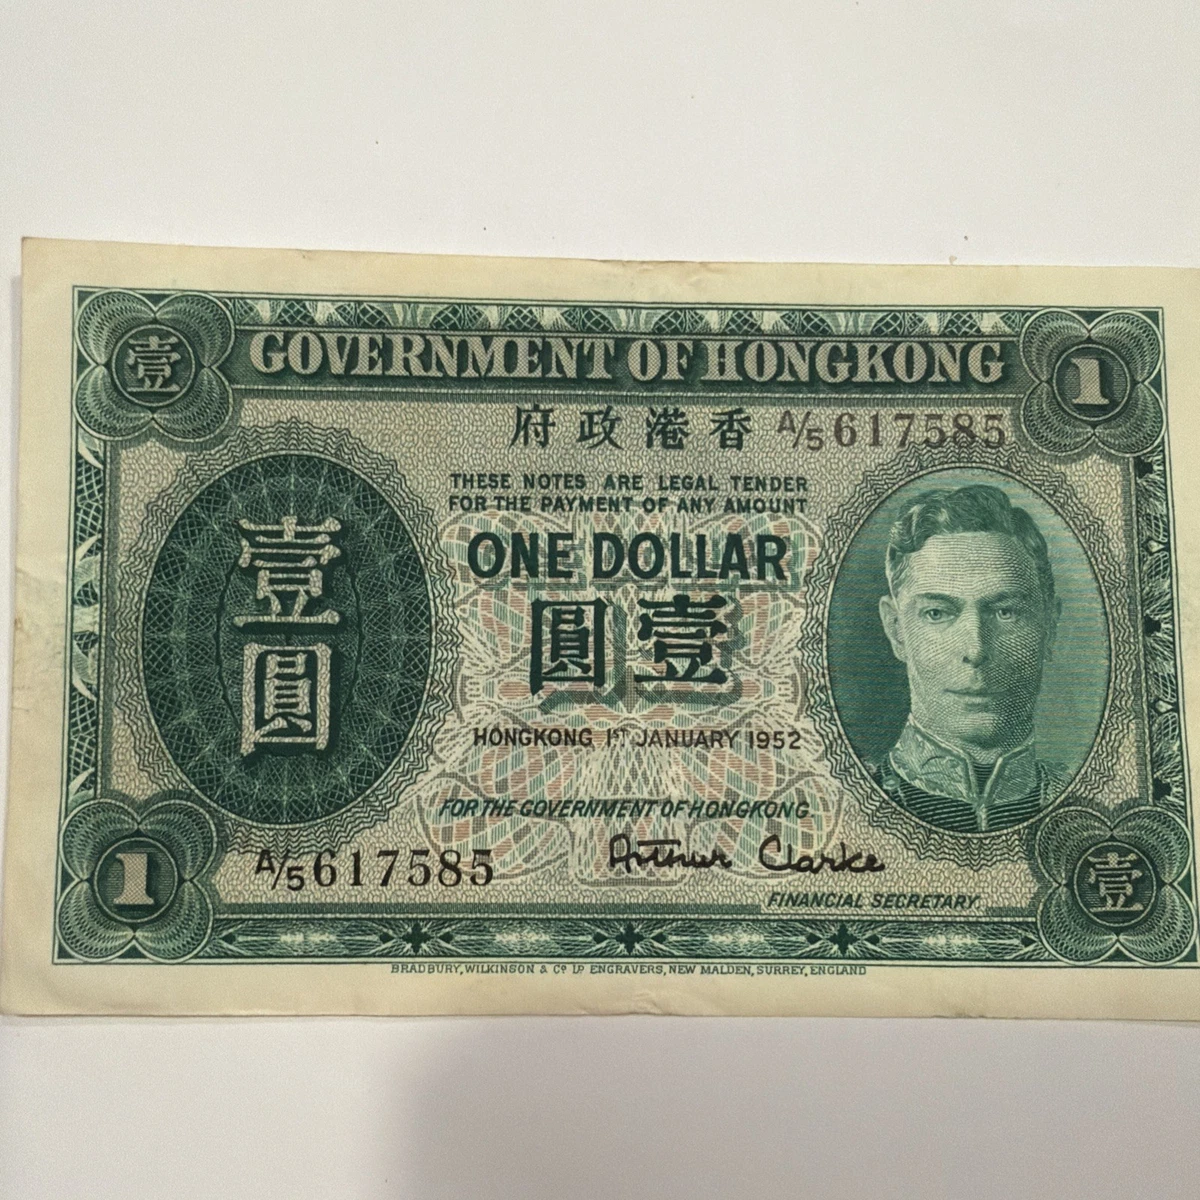 壹
GOVERNMENT OF HONGKONG
1
府政港香
A/5 617585
THESE NOTES ARE LEGAL TENDER
FOR THE PAYMENT OF ANY AMOUNT
ONE DOLLAR
圓壹
壹
圓
HONGKONG, 1ST JANUARY 1952
FOR THE GOVERNMENT OF HONGKONG.
A/5 617585
Arthur Clarke
FINANCIAL SECRETARY.
1
壹
BRADBURY, WILKINSON & Cº Lᴰ ENGRAVERS, NEW MALDEN, SURREY, ENGLAND